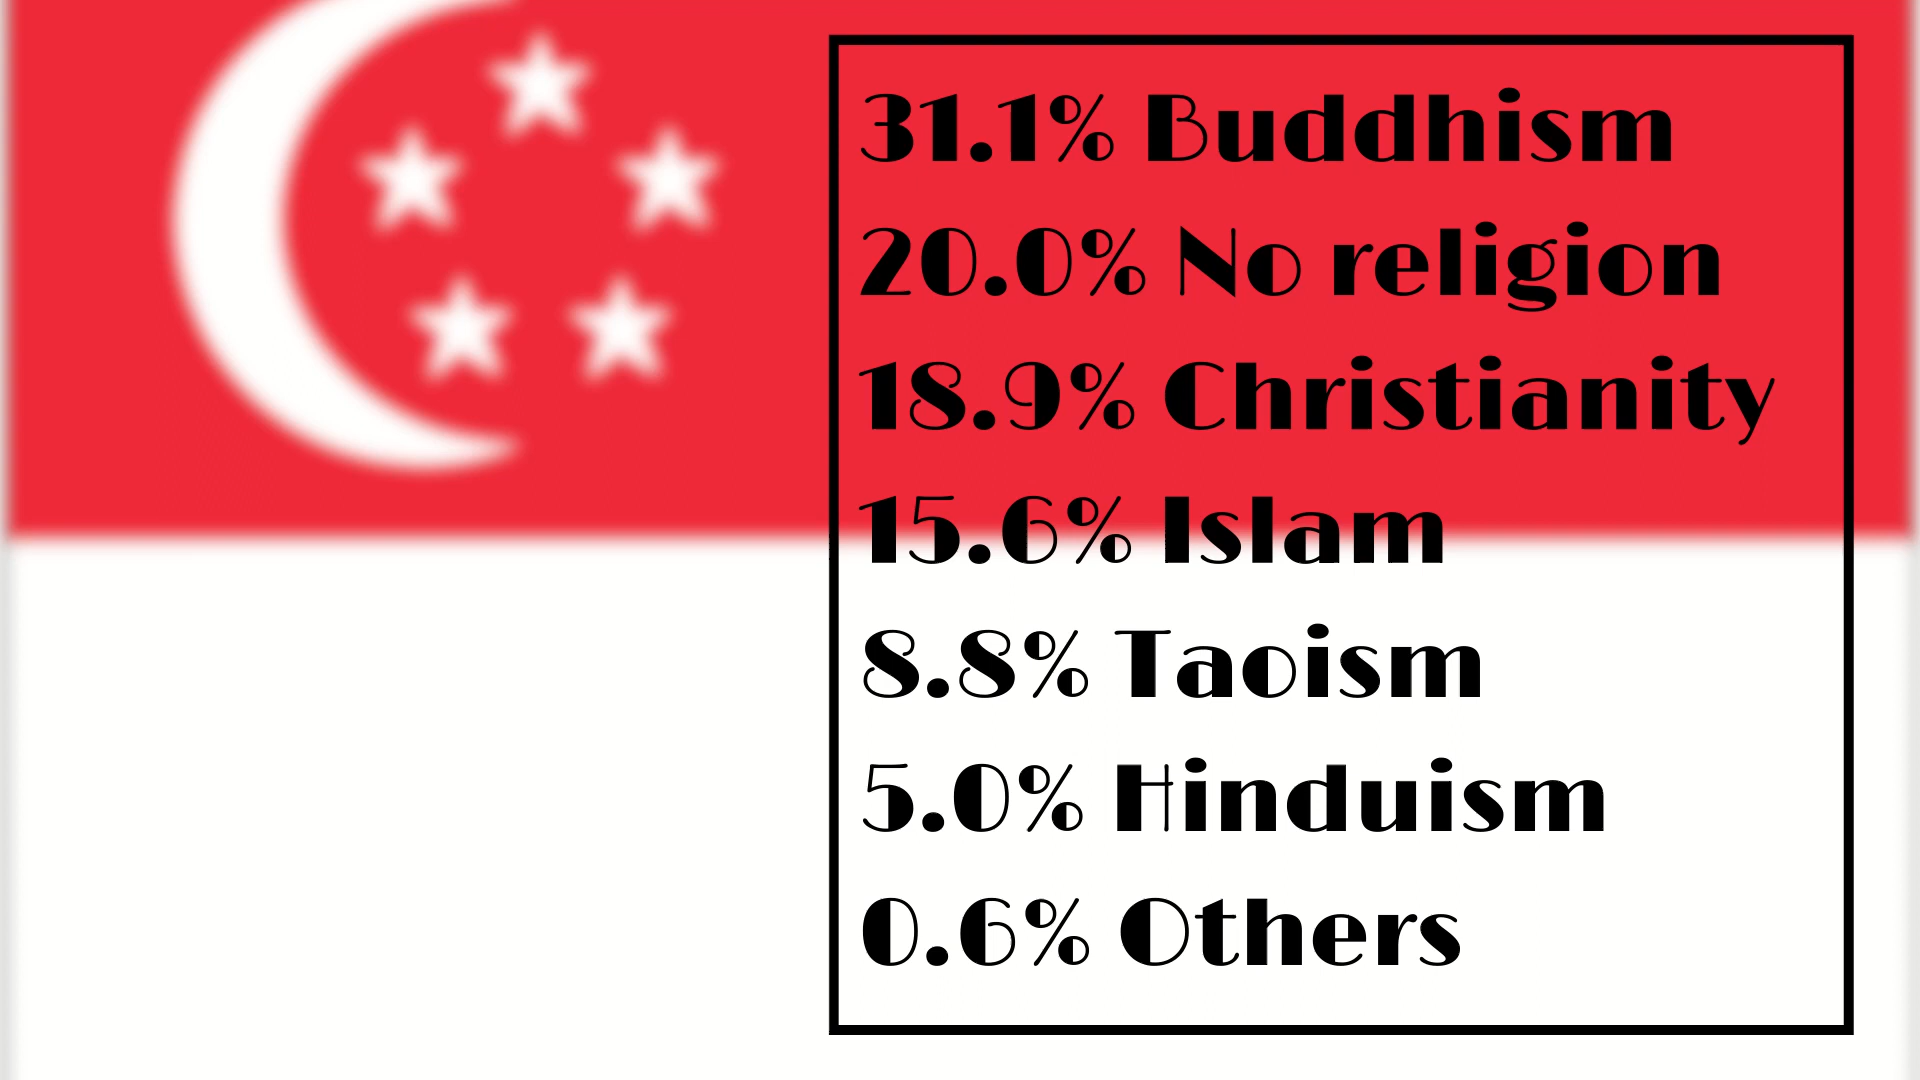 31.1% Buddhism
20.0% No religion
18.9% Christianity
15.6% Islam
8.8% Taoism
5.0% Hinduism
0.6% Others